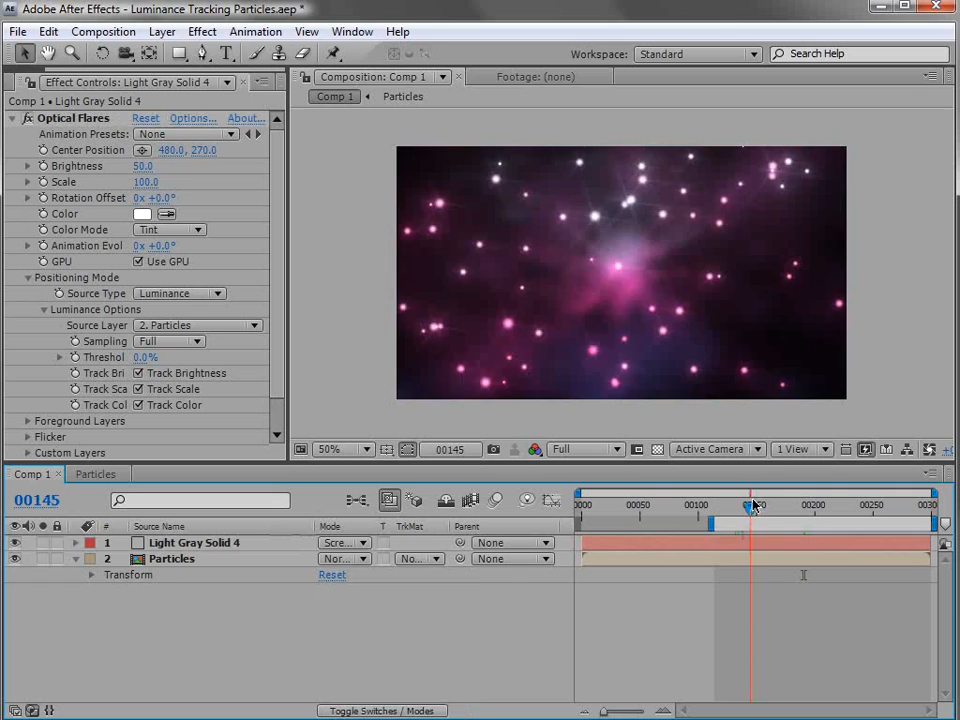 Adobe After Effects - Luminance Tracking Particles.aep *
File Edit Composition Layer Effect Animation View Window Help
Workspace: Standard Search Help
Effect Controls: Light Gray Solid 4
Composition: Comp 1 Footage: (none)
Comp 1 • Light Gray Solid 4
Comp 1 Particles
Optical Flares Reset Options... About...
Animation Presets: None
Center Position 480.0, 270.0
Brightness 50.0
Scale 100.0
Rotation Offset 0x +0.0°
Color
Color Mode Tint
Animation Evol 0x +0.0°
GPU Use GPU
Positioning Mode
Source Type Luminance
Luminance Options
Source Layer 2. Particles
Sampling Full
Threshol 0.0%
Track Bri Track Brightness
Track Sca Track Scale
Track Col Track Color
Foreground Layers
Flicker
Custom Layers
50% 00145 Full Active Camera 1 View
Comp 1 Particles
00145
0000 00050 00100 00200 00250 0030
# Source Name Mode T TrkMat Parent
1 Light Gray Solid 4 Scre... None
2 Particles Nor... No... None
Transform Reset
Toggle Switches / Modes